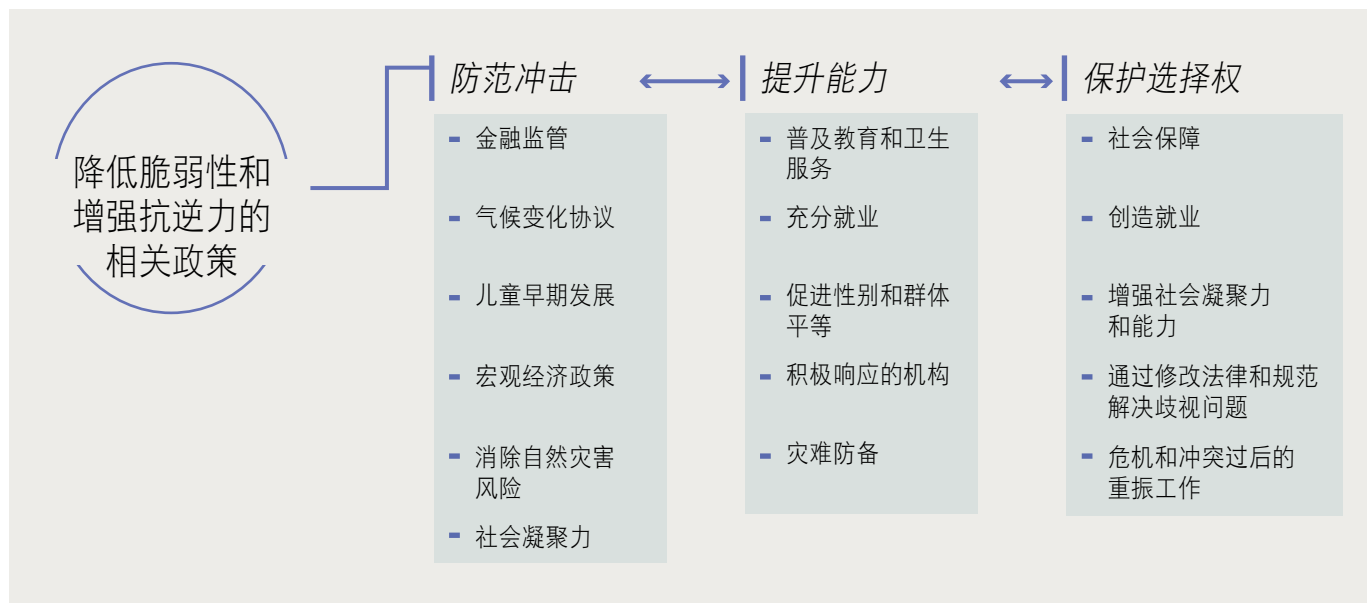 降低脆弱性和
增强抗逆力的
相关政策
防范冲击
金融监管
气候变化协议
儿童早期发展
宏观经济政策
消除自然灾害
风险
社会凝聚力
提升能力
普及教育和卫生
服务
充分就业
促进性别和群体
平等
积极响应的机构
灾难防备
保护选择权
社会保障
创造就业
增强社会凝聚力
和能力
通过修改法律和规范
解决歧视问题
危机和冲突过后的
重振工作